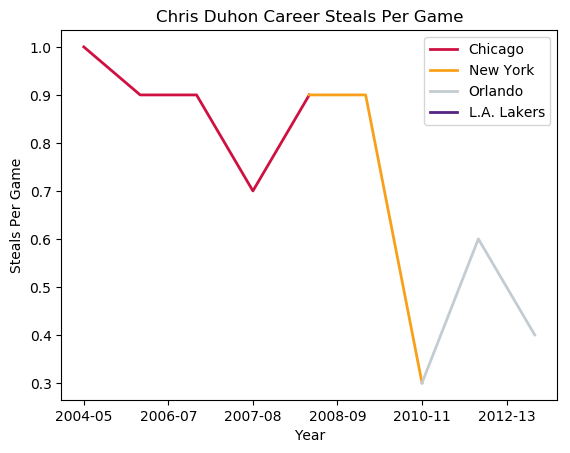 Chris Duhon Career Steals Per Game
Chicago
New York
Orlando
L.A. Lakers
Steals Per Game
1.0
0.9
0.8
0.7
0.6
0.5
0.4
0.3
2004-05 2006-07 2007-08 2008-09 2010-11 2012-13
Year